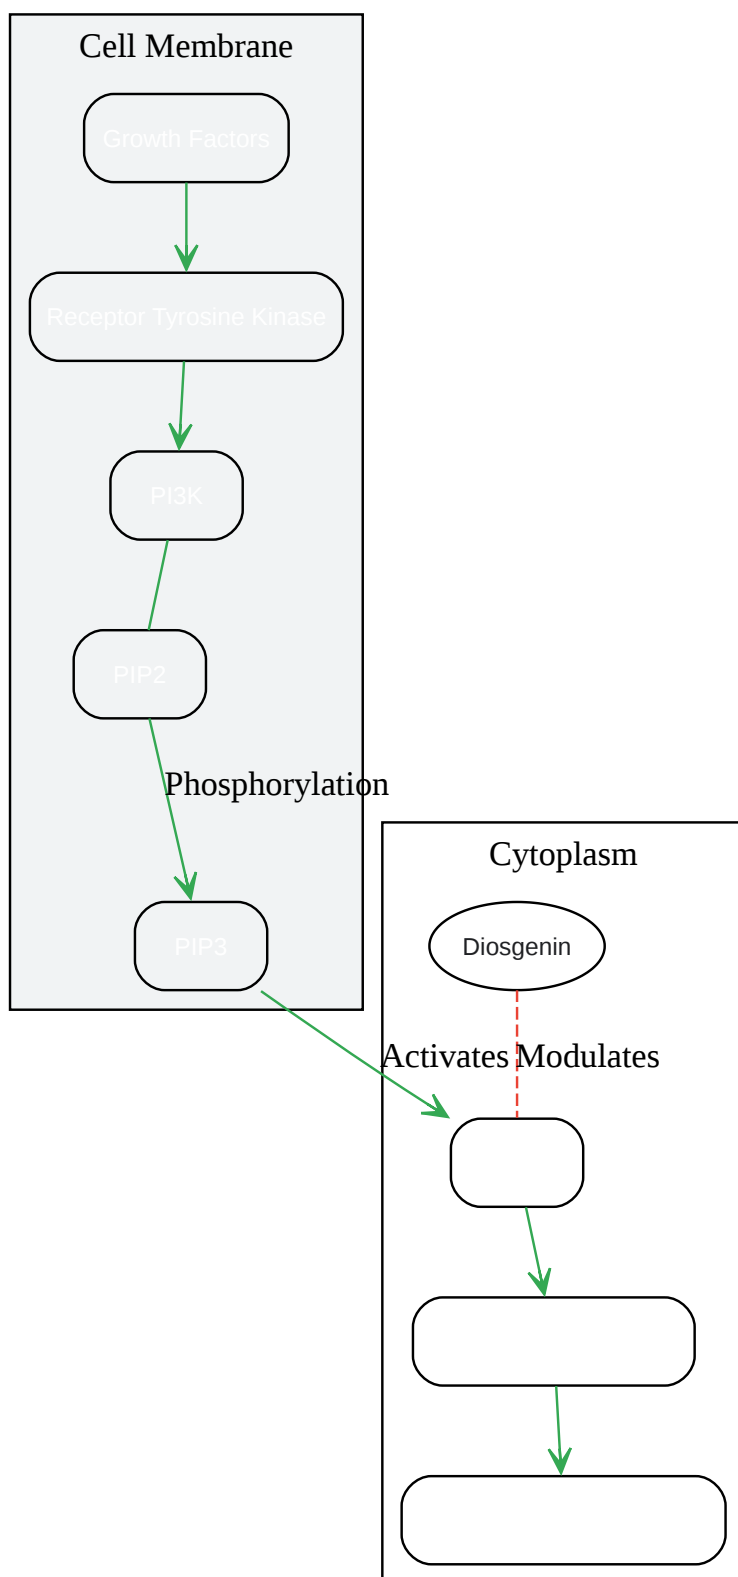 Cell Membrane
Growth Factors
Receptor Tyrosine Kinase
PI3K
PIP2
Phosphorylation
PIP3
Cytoplasm
Diosgenin
Activates
Modulates